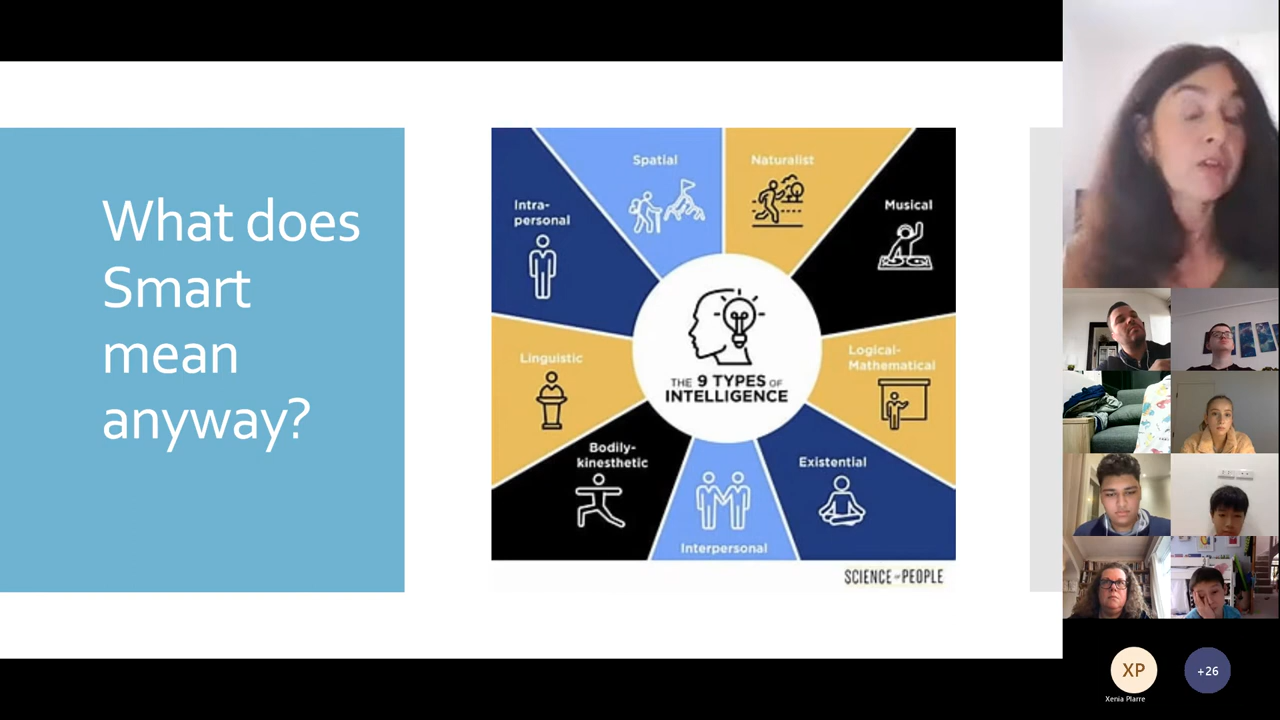 What does
Smart
mean
anyway?
Spatial
Naturalist
Intra-
personal
Musical
Linguistic
Logical-
Mathematical
THE 9 TYPES OF
INTELLIGENCE
Bodily-
kinesthetic
Existential
Interpersonal
SCIENCE OF PEOPLE
XP
+26
Xenia Plarre